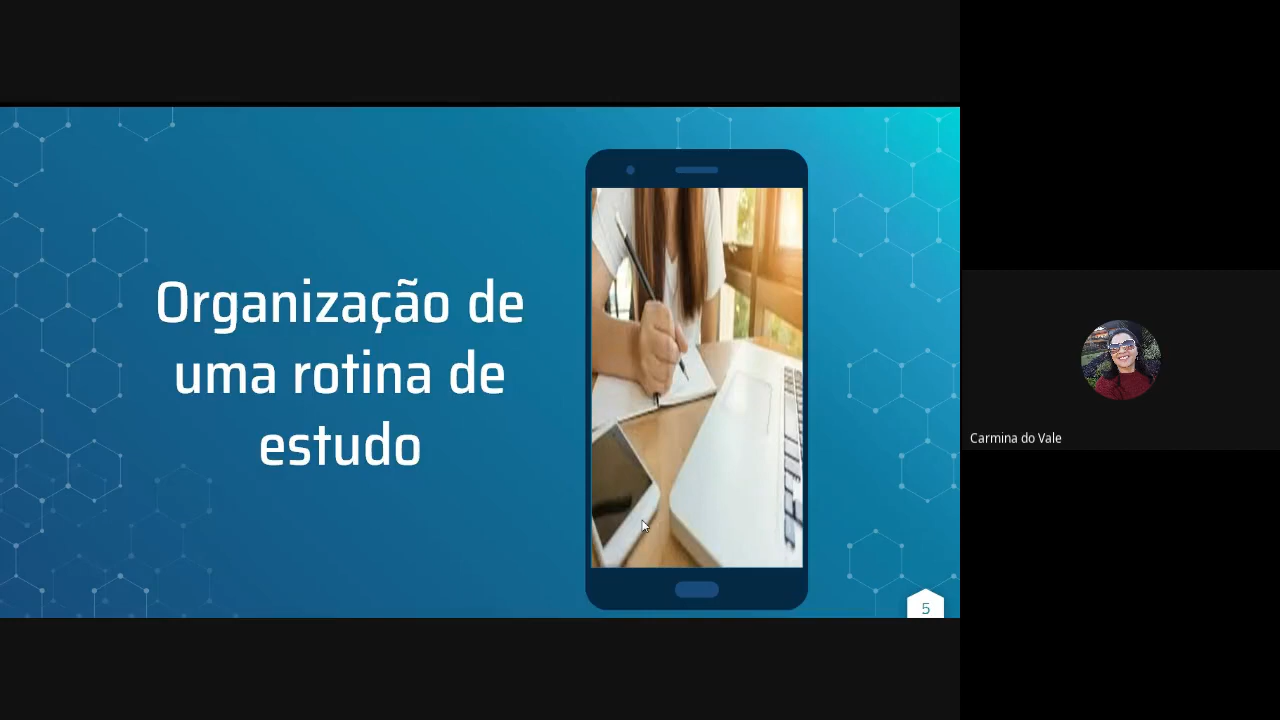 Organização de
uma rotina de
estudo
5
Carmina do Vale